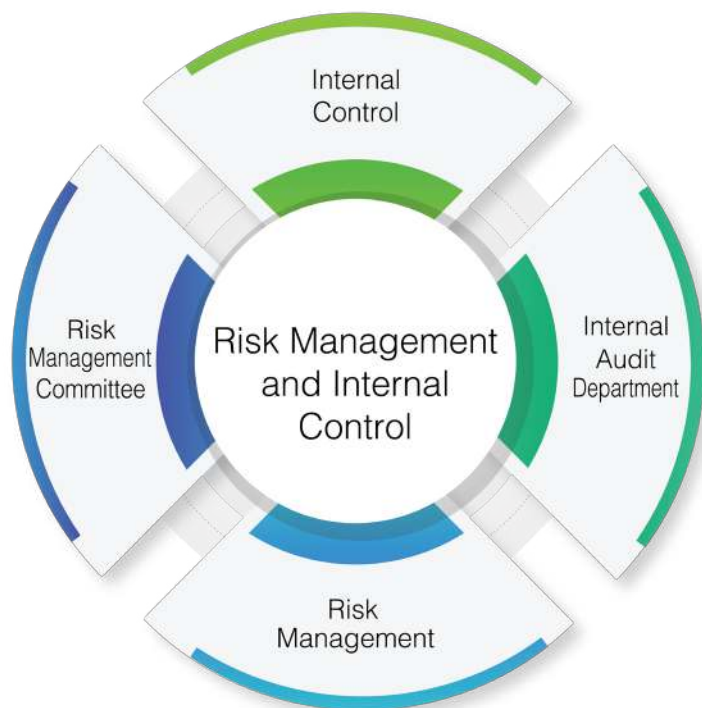 Internal
Control
Risk
Management
Committee
Risk Management
and Internal
Control
Internal
Audit
Department
Risk
Management